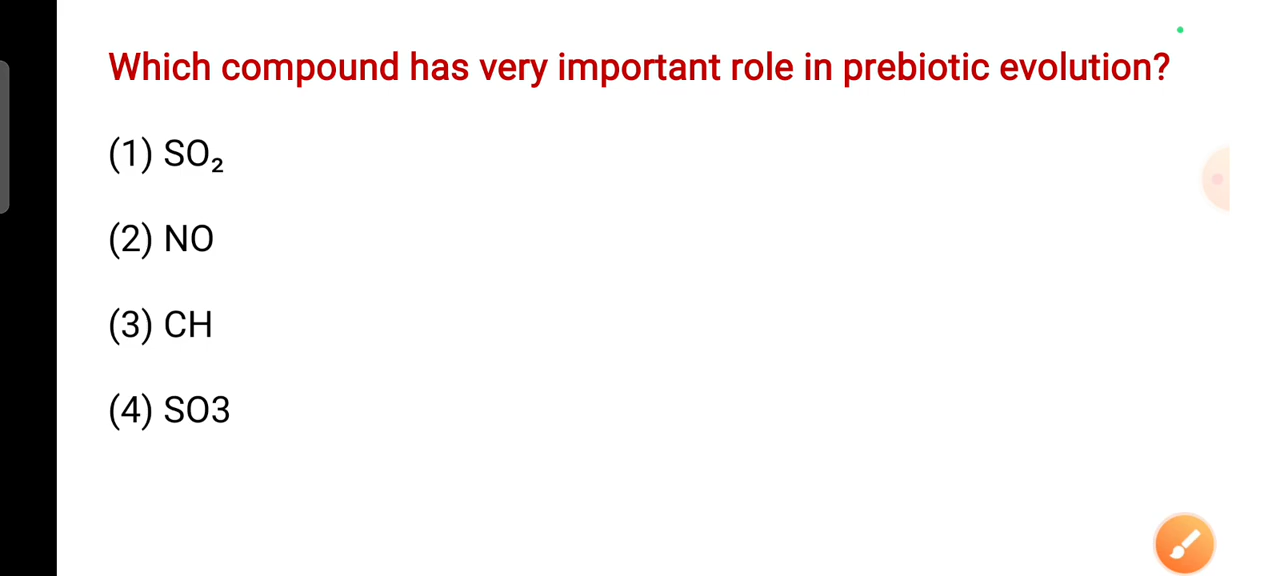 Which compound has very important role in prebiotic evolution?
(1) SO₂
(2) NO
(3) CH
(4) SO3